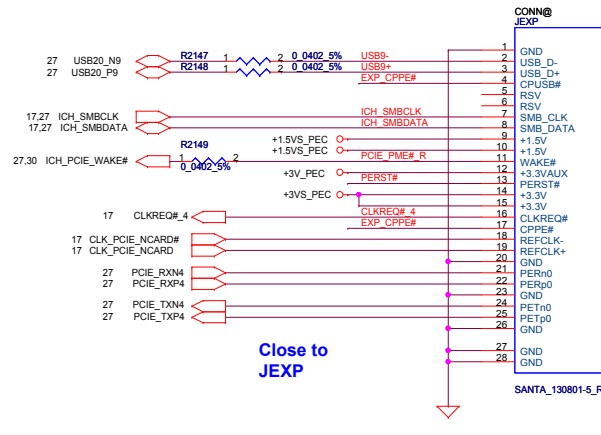 CONN@
JEXP
1 GND
27 USB20_N9 R2147 1 2 0_0402_5% USB9- 2 USB_D-
27 USB20_P9 R2148 1 2 0_0402_5% USB9+ 3 USB_D+
EXP_CPPE# 4 CPUSB#
5 RSV
6 RSV
17,27 ICH_SMBCLK ICH_SMBCLK 7 SMB_CLK
17,27 ICH_SMBDATA ICH_SMBDATA 8 SMB_DATA
+1.5VS_PEC 9 +1.5V
+1.5VS_PEC 10 +1.5V
R2149
27,30 ICH_PCIE_WAKE# 1 2 PCIE_PME#_R 11 WAKE#
0_0402_5%
+3V_PEC 12 +3.3VAUX
PERST# 13 PERST#
+3VS_PEC 14 +3.3V
15 +3.3V
17 CLKREQ#_4 CLKREQ#_4 16 CLKREQ#
EXP_CPPE# 17 CPPE#
17 CLK_PCIE_NCARD# 18 REFCLK-
17 CLK_PCIE_NCARD 19 REFCLK+
20 GND
27 PCIE_RXN4 21 PERn0
27 PCIE_RXP4 22 PERp0
23 GND
27 PCIE_TXN4 24 PETn0
27 PCIE_TXP4 25 PETp0
26 GND
27 GND
28 GND
Close to
JEXP
SANTA_130801-5_R